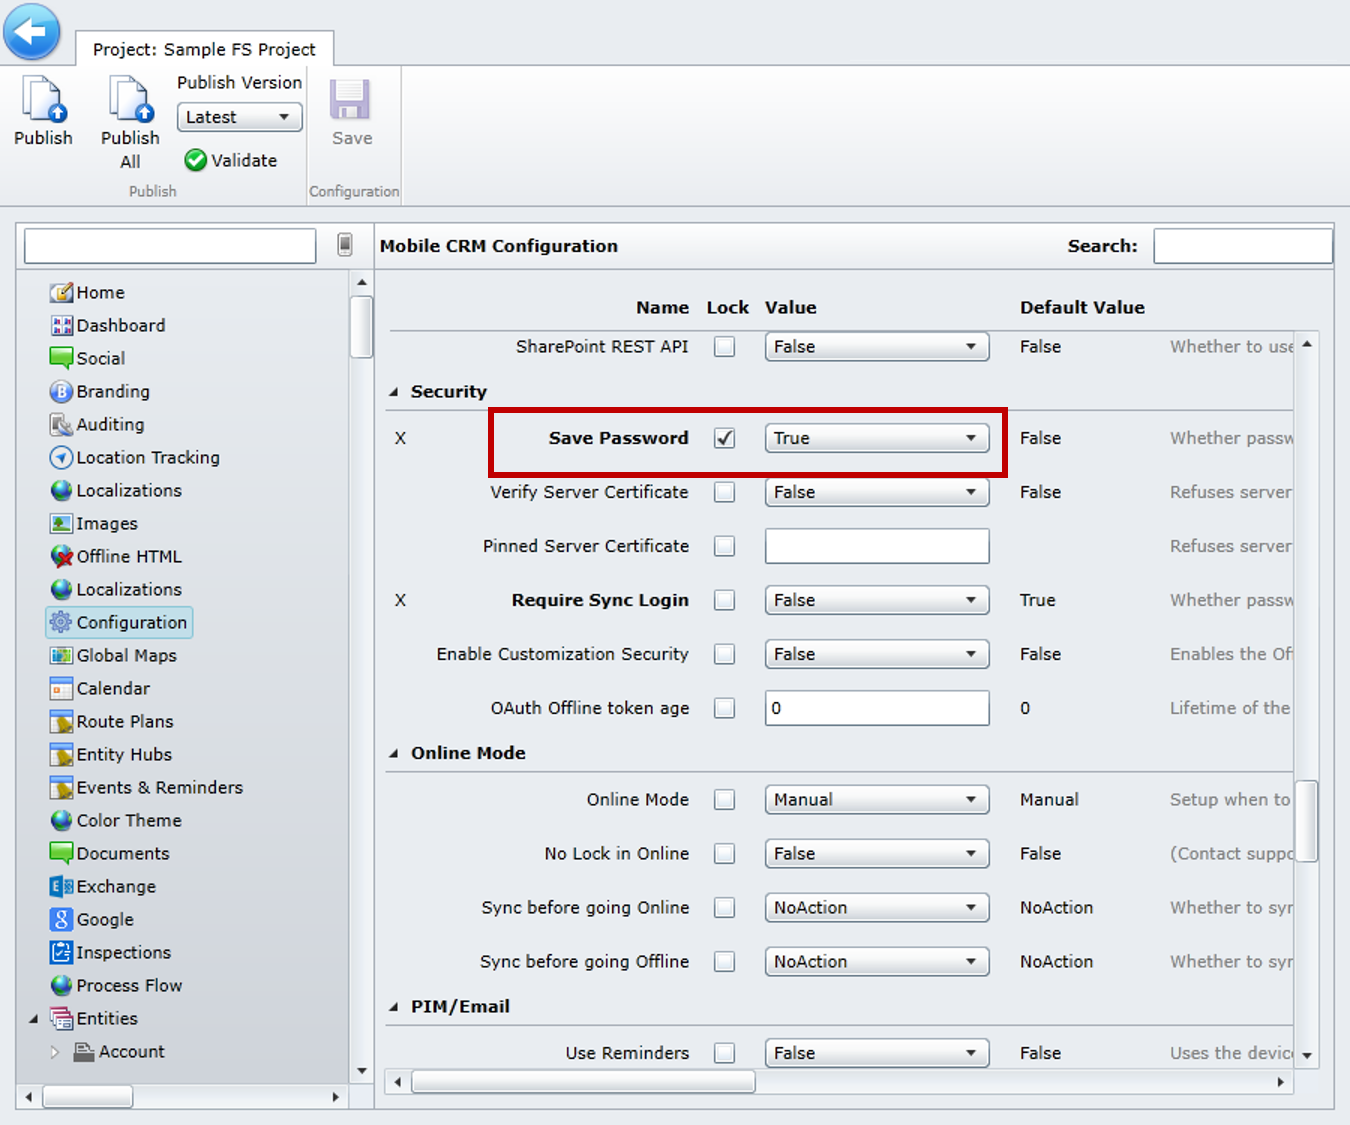 Project: Sample FS Project
Publish
Publish All
Publish Version
Latest
Validate
Publish
Save
Configuration
Home
Dashboard
Social
Branding
Auditing
Location Tracking
Localizations
Images
Offline HTML
Localizations
Configuration
Global Maps
Calendar
Route Plans
Entity Hubs
Events & Reminders
Color Theme
Documents
Exchange
Google
Inspections
Process Flow
Entities
Account
Mobile CRM Configuration Search:
Name Lock Value Default Value
SharePoint REST API False False Whether to use
Security
X Save Password True False Whether passw
Verify Server Certificate False False Refuses server
Pinned Server Certificate Refuses server
X Require Sync Login False True Whether passw
Enable Customization Security False False Enables the Of
OAuth Offline token age 0 0 Lifetime of the
Online Mode
Online Mode Manual Manual Setup when to
No Lock in Online False False (Contact suppo
Sync before going Online NoAction NoAction Whether to syn
Sync before going Offline NoAction NoAction Whether to syn
PIM/Email
Use Reminders False False Uses the device